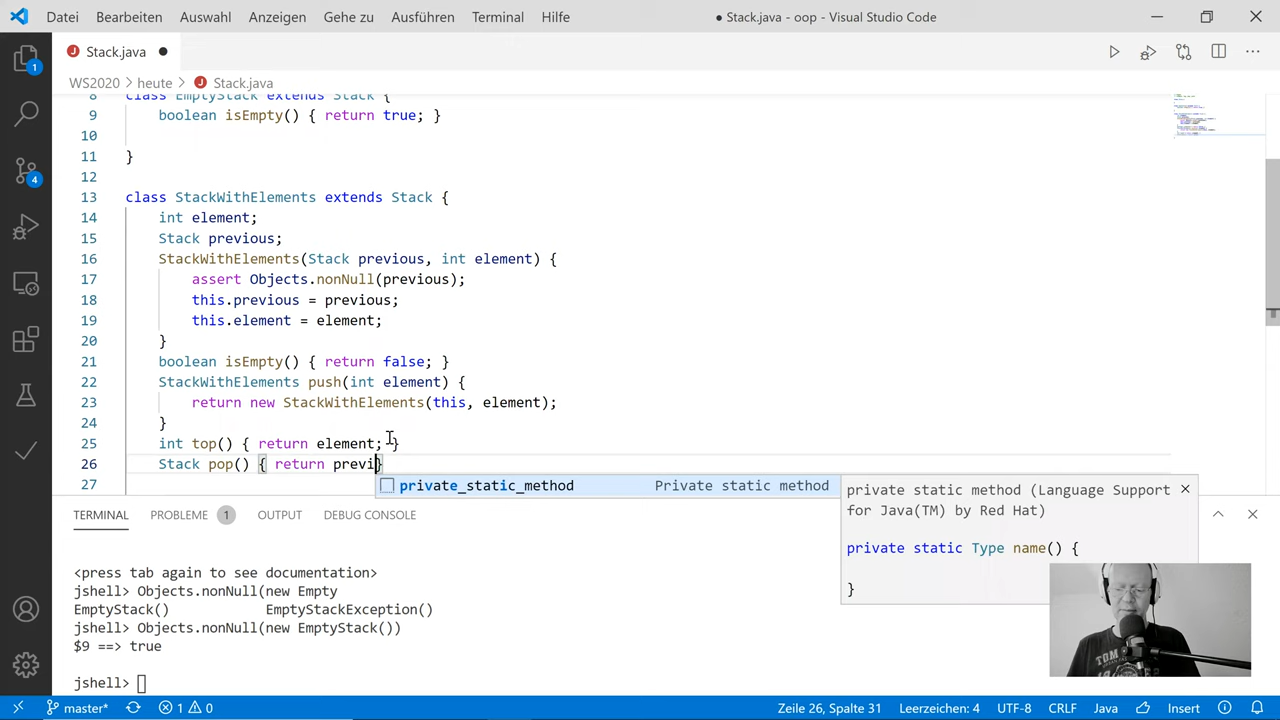 Datei Bearbeiten Auswahl Anzeigen Gehe zu Ausführen Terminal Hilfe ● Stack.java - oop - Visual Studio Code
Stack.java ●
WS2020 > heute > Stack.java
8 class EmptyStack extends Stack {
9 boolean isEmpty() { return true; }
10
11 }
12
13 class StackWithElements extends Stack {
14 int element;
15 Stack previous;
16 StackWithElements(Stack previous, int element) {
17 assert Objects.nonNull(previous);
18 this.previous = previous;
19 this.element = element;
20 }
21 boolean isEmpty() { return false; }
22 StackWithElements push(int element) {
23 return new StackWithElements(this, element);
24 }
25 int top() { return element; }
26 Stack pop() { return previ}
27
private_static_method Private static method
private static method (Language Support
for Java(TM) by Red Hat)
private static Type name() {
}
TERMINAL PROBLEME 1 OUTPUT DEBUG CONSOLE
<press tab again to see documentation>
jshell> Objects.nonNull(new Empty
EmptyStack() EmptyStackException()
jshell> Objects.nonNull(new EmptyStack())
$9 ==> true
jshell>
1
4
master* 1 0 Zeile 26, Spalte 31 Leerzeichen: 4 UTF-8 CRLF Java Insert